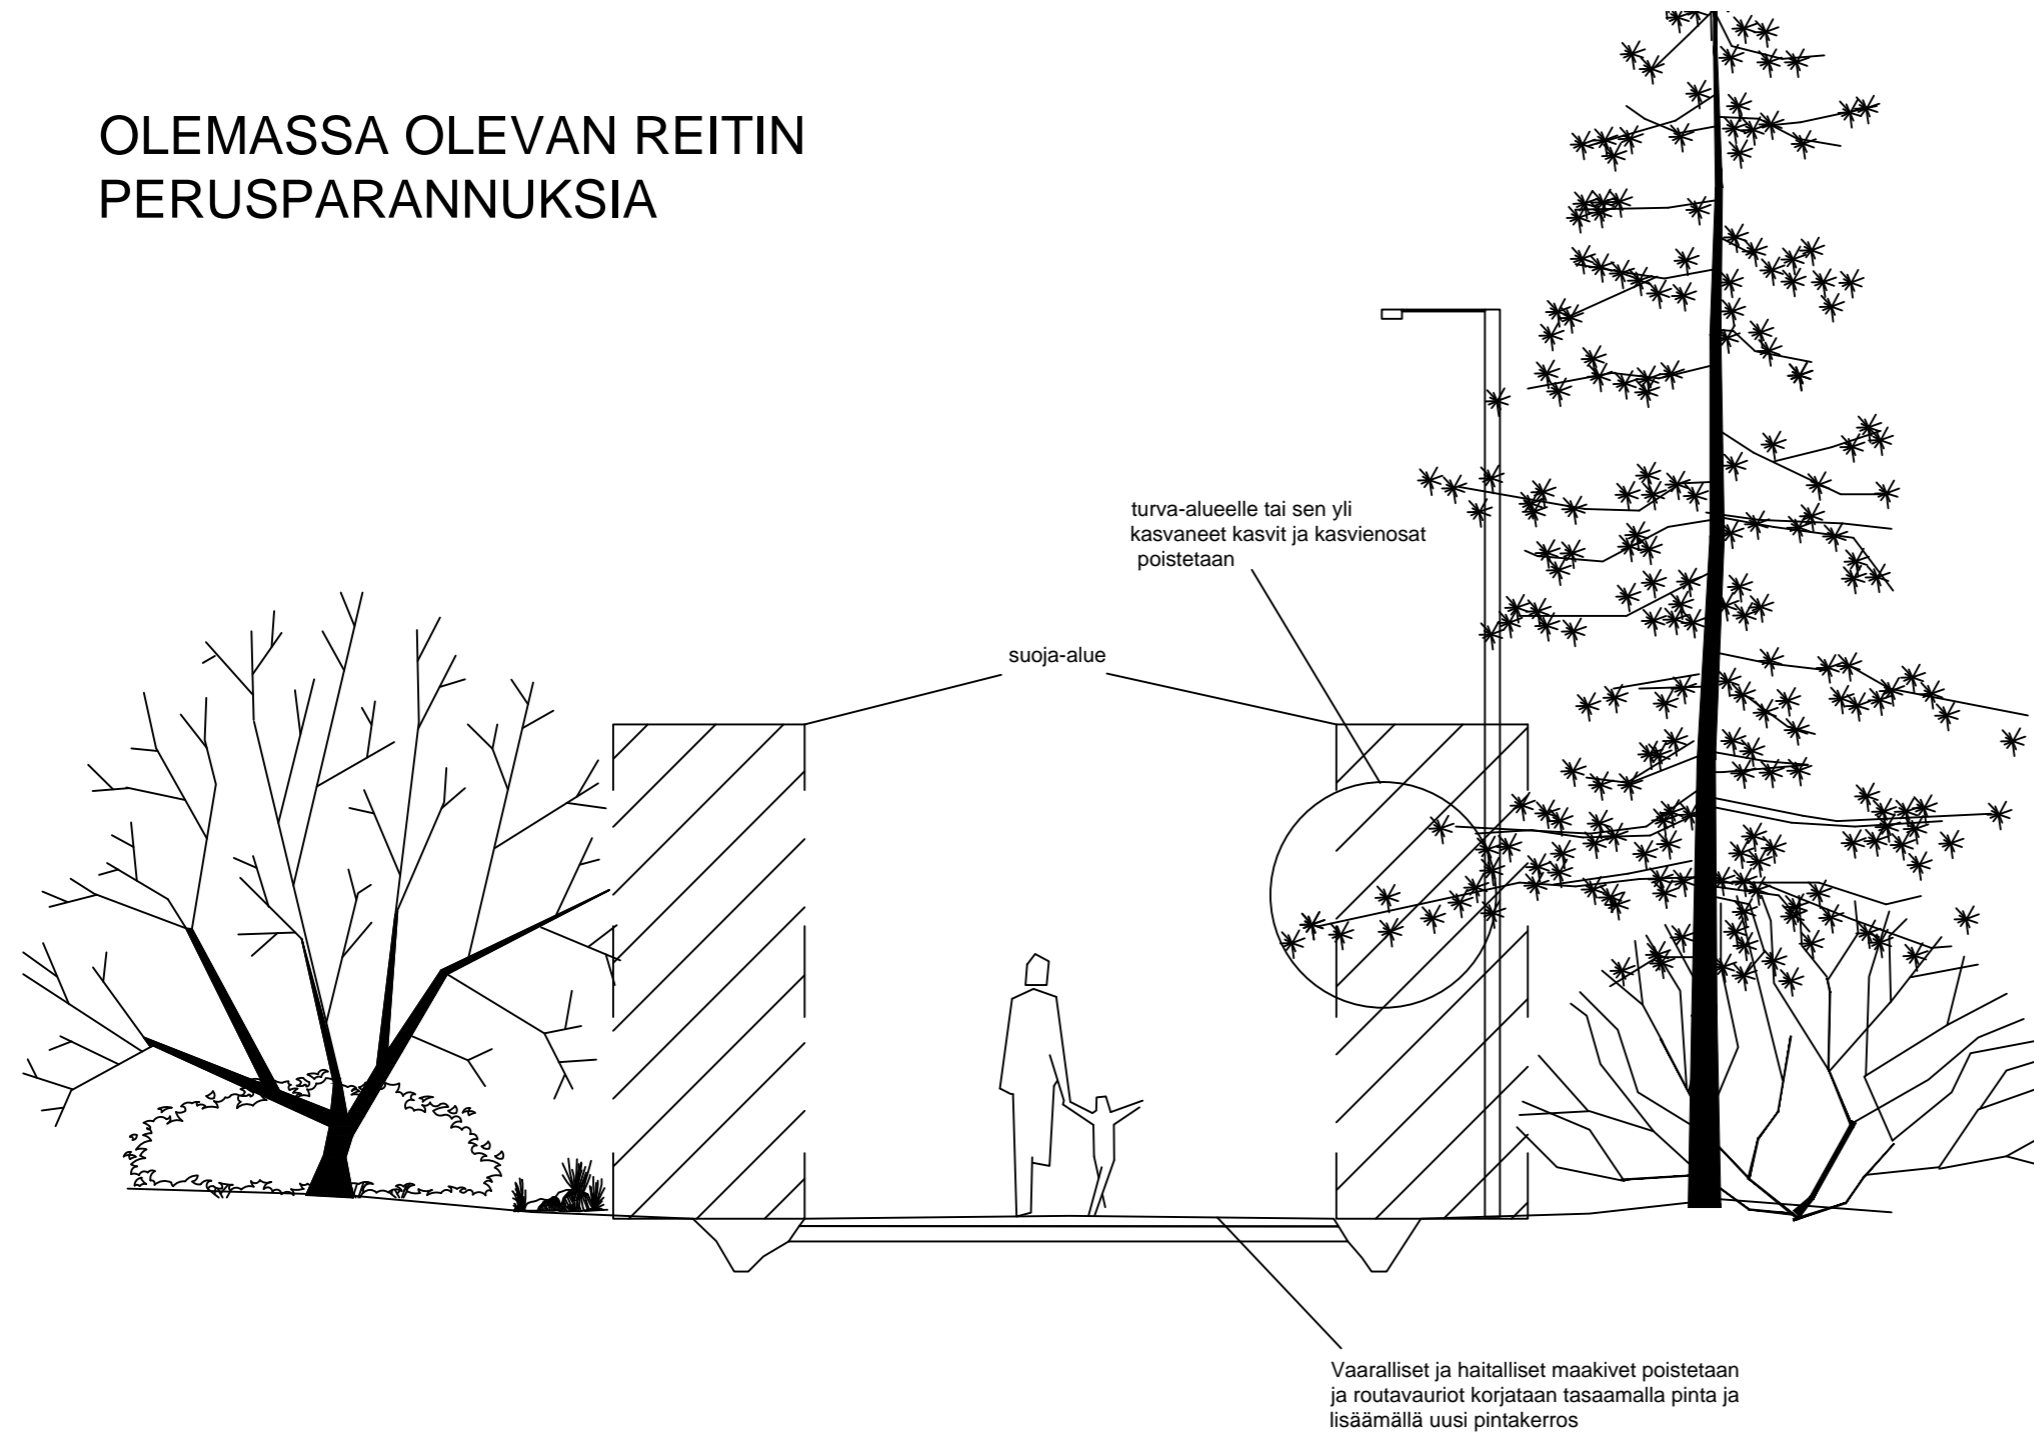 OLEMASSA OLEVAN REITIN
PERUSPARANNUKSIA
turva-alueelle tai sen yli
kasvaneet kasvit ja kasvienosat
poistetaan
suoja-alue
Vaaralliset ja haitalliset maakivet poistetaan
ja routavauriot korjataan tasaamalla pinta ja
lisäämällä uusi pintakerros